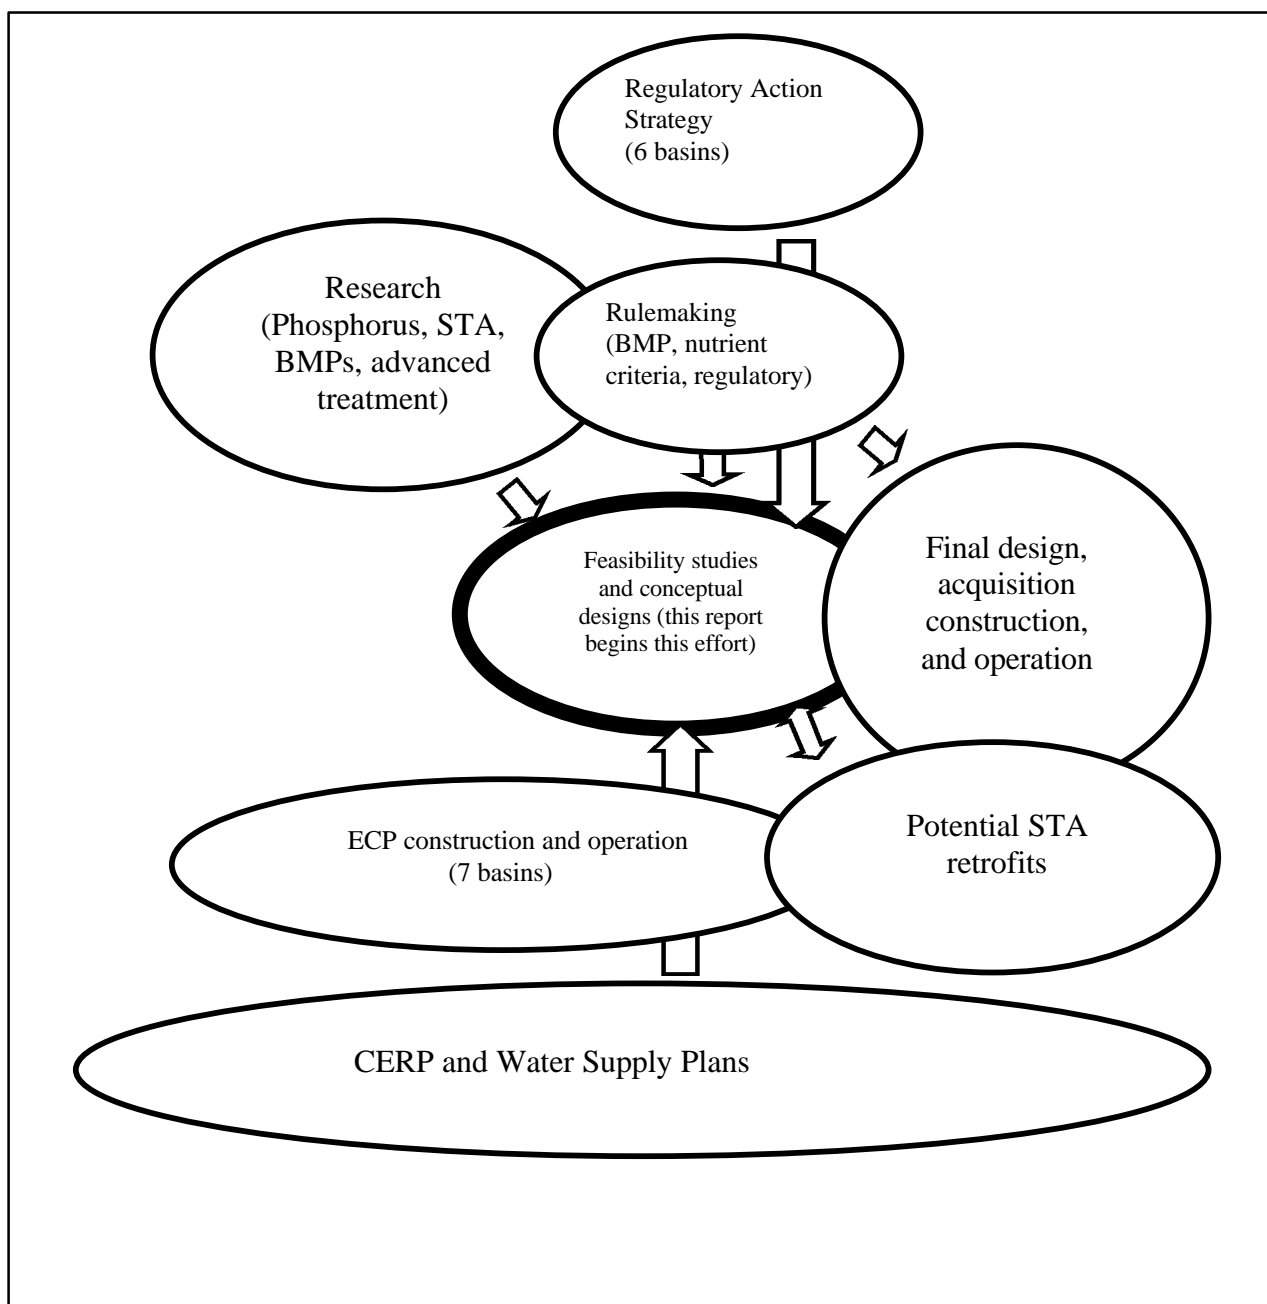 Regulatory Action
Strategy
(6 basins)
Research
(Phosphorus, STA,
BMPs, advanced
treatment)
Rulemaking
(BMP, nutrient
criteria, regulatory)
Feasibility studies
and conceptual
designs (this report
begins this effort)
Final design,
acquisition
construction,
and operation
ECP construction and operation
(7 basins)
Potential STA
retrofits
CERP and Water Supply Plans